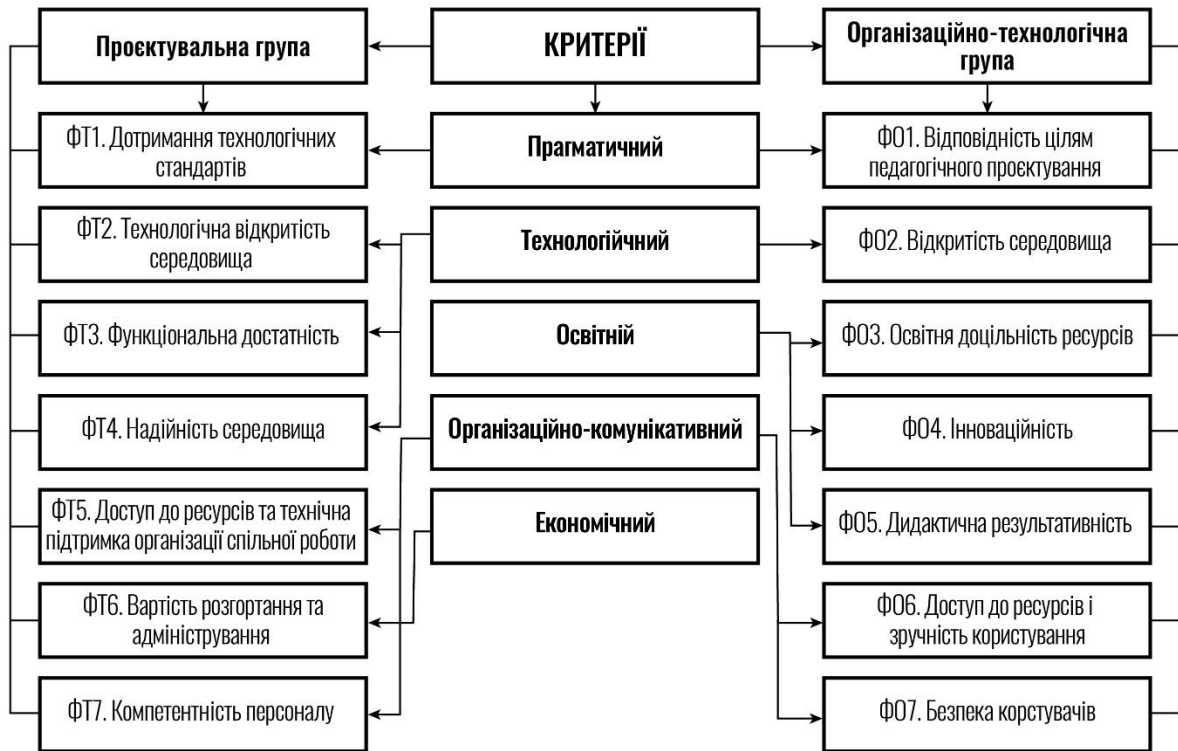 Проєктувальна група
КРИТЕРІЇ
Організаційно-технологічна
група
ФТ1. Дотримання технологічних
стандартів
Прагматичний
ФО1. Відповідність цілям
педагогічного проєктування
ФТ2. Технологічна відкритість
середовища
Технологійчний
ФО2. Відкритість середовища
ФТ3. Функціональна достатність
Освітній
ФО3. Освітня доцільність ресурсів
ФТ4. Надійність середовища
Організаційно-комунікативний
ФО4. Інноваційність
ФТ5. Доступ до ресурсів та технічна
підтримка організації спільної роботи
Економічний
ФО5. Дидактична результативність
ФТ6. Вартість розгортання та
адміністрування
ФО6. Доступ до ресурсів і
зручність користування
ФТ7. Компетентність персоналу
ФО7. Безпека корстувачів